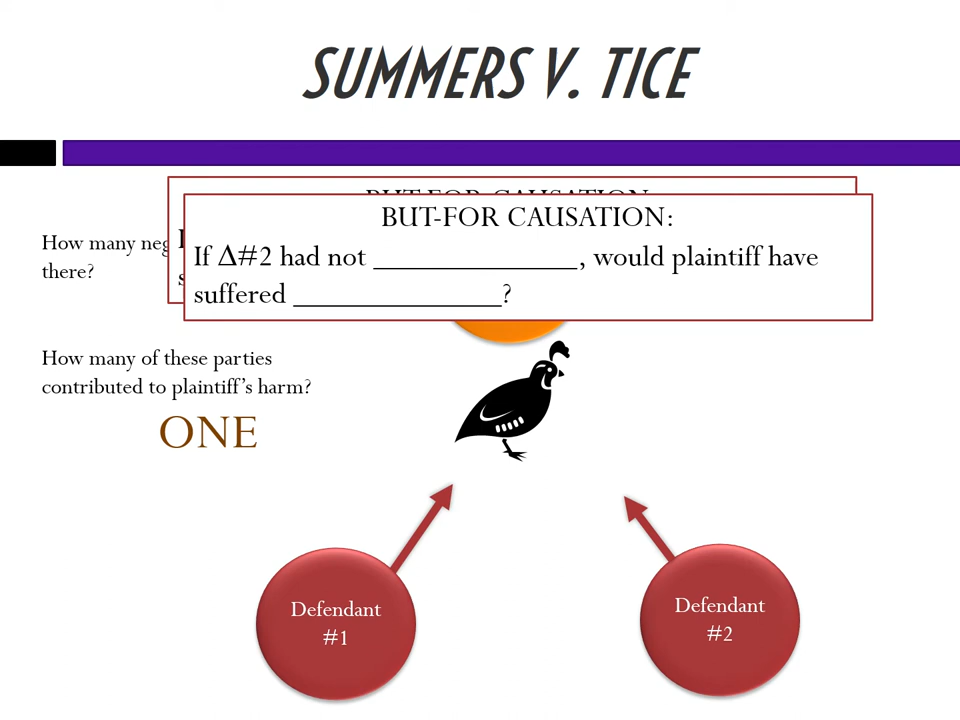 SUMMERS V. TICE
BUT-FOR CAUSATION:
BUT-FOR CAUSATION:
If Δ#2 had not _______________, would plaintiff have
suffered _______________?
How many neg
there?
How many of these parties
contributed to plaintiff's harm?
ONE
Defendant
#1
Defendant
#2